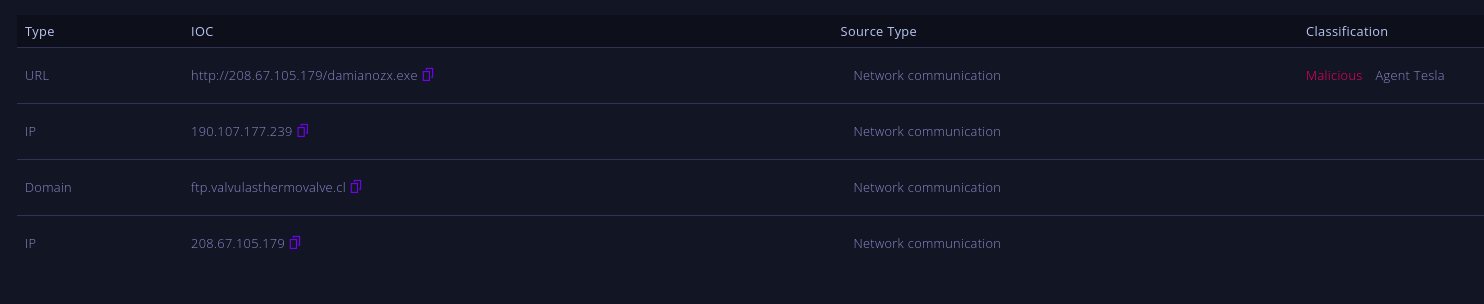 Type IOC Source Type Classification
URL http://208.67.105.179/damianozx.exe Network communication Malicious Agent Tesla
IP 190.107.177.239 Network communication
Domain ftp.valvulasthermovalve.cl Network communication
IP 208.67.105.179 Network communication